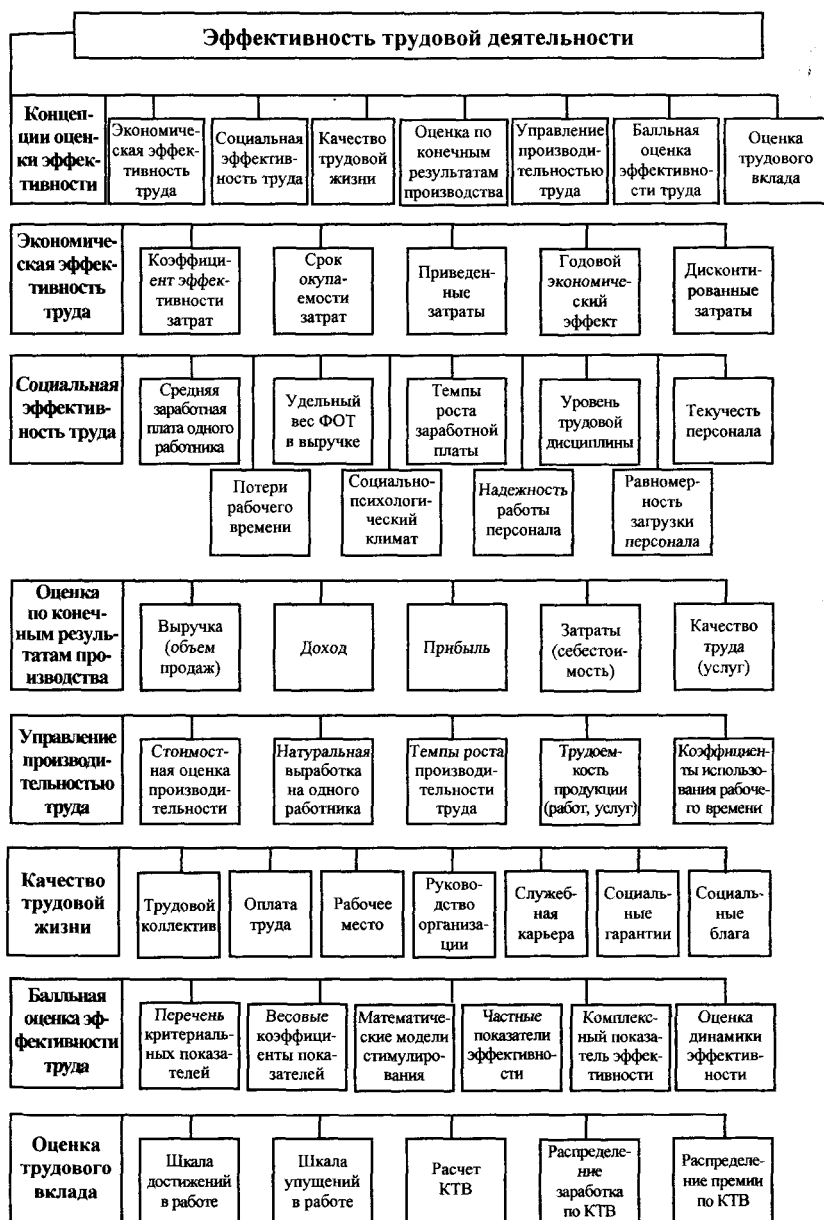 Эффективность трудовой деятельности
Концеп-
ции оцен-
ки эффек-
тивности
Экономиче-
ская эффек-
тивность
труда
Социальная
эффектив-
ность труда
Качество
трудовой
жизни
Оценка по
конечным
результатам
производства
Управление
производи-
тельностью
труда
Балльная
оценка
эффективно-
сти труда
Оценка
трудового
вклада
Экономиче-
ская эффек-
тивность
труда
Коэффици-
ент эффек-
тивности
затрат
Срок
окупа-
емости
затрат
Приведен-
ные
затраты
Годовой
экономиче-
ский
эффект
Дисконти-
рованные
затраты
Социальная
эффектив-
ность труда
Средняя
заработная
плата одного
работника
Удельный
вес ФОТ
в выручке
Темпы
роста
заработной
платы
Уровень
трудовой
дисциплины
Текучесть
персонала
Потери
рабочего
времени
Социально-
психологи-
ческий
климат
Надежность
работы
персонала
Равномер-
ность
загрузки
персонала
Оценка
по конеч-
ным резуль-
татам про-
изводства
Выручка
(объем
продаж)
Доход
Прибыль
Затраты
(себестои-
мость)
Качество
труда
(услуг)
Управление
производи-
тельностью
труда
Стоимост-
ная оценка
производи-
тельности
Натуральная
выработка
на одного
работника
Темпы роста
производи-
тельности
труда
Трудоем-
кость
продукции
(работ, услуг)
Коэффициен-
ты использо-
вания рабоче-
го времени
Качество
трудовой
жизни
Трудовой
коллектив
Оплата
труда
Рабочее
место
Руково-
дство
организа-
ции
Служеб-
ная
карьера
Социаль-
ные
гарантии
Социаль-
ные
блага
Балльная
оценка эф-
фективности
труда
Перечень
критериаль-
ных показа-
телей
Весовые
коэффици-
енты пока-
зателей
Математиче-
ские модели
стимулиро-
вания
Частные
показатели
эффективно-
сти
Комплекс-
ный показа-
тель эффек-
тивности
Оценка
динамики
эффектив-
ности
Оценка
трудового
вклада
Шкала
достижений
в работе
Шкала
упущений
в работе
Расчет
КТВ
Распределе-
ние
заработка
по КТВ
Распределе-
ние премии
по КТВ